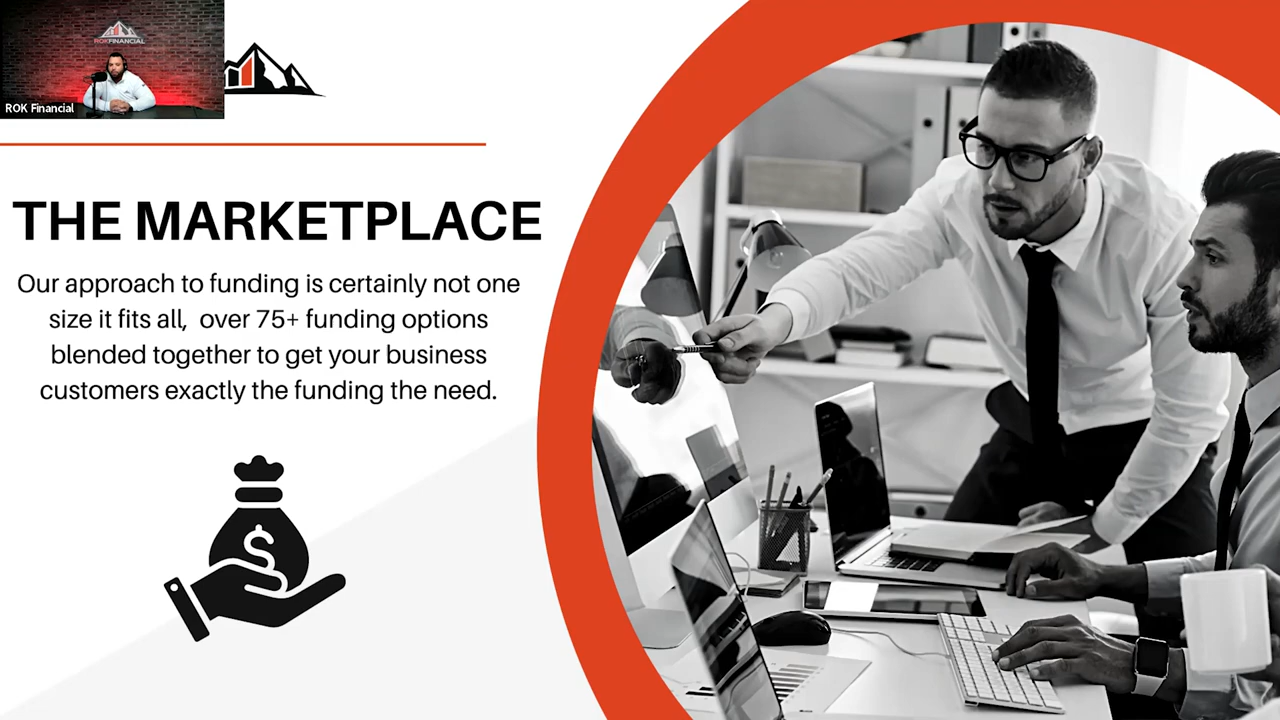 ROKFINANCIAL
ROK Financial
THE MARKETPLACE
Our approach to funding is certainly not one
size it fits all, over 75+ funding options
blended together to get your business
customers exactly the funding the need.
$